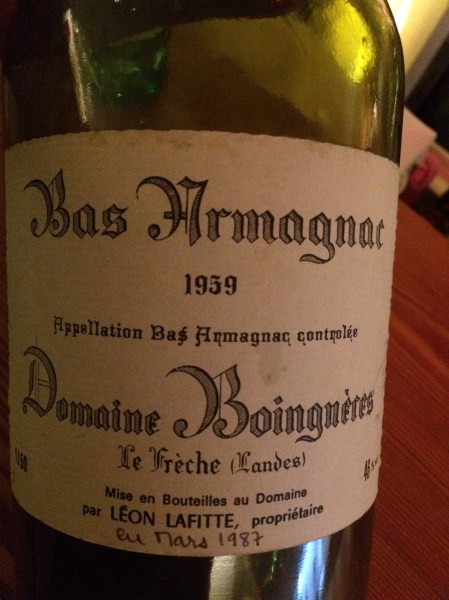 Bas Armagnac
1959
Appellation Bas Armagnac contrôlée
Domaine Boingnères
Le Frèche (Landes)
Mise en Bouteilles au Domaine
par LÉON LAFITTE, propriétaire
en Mars 1987